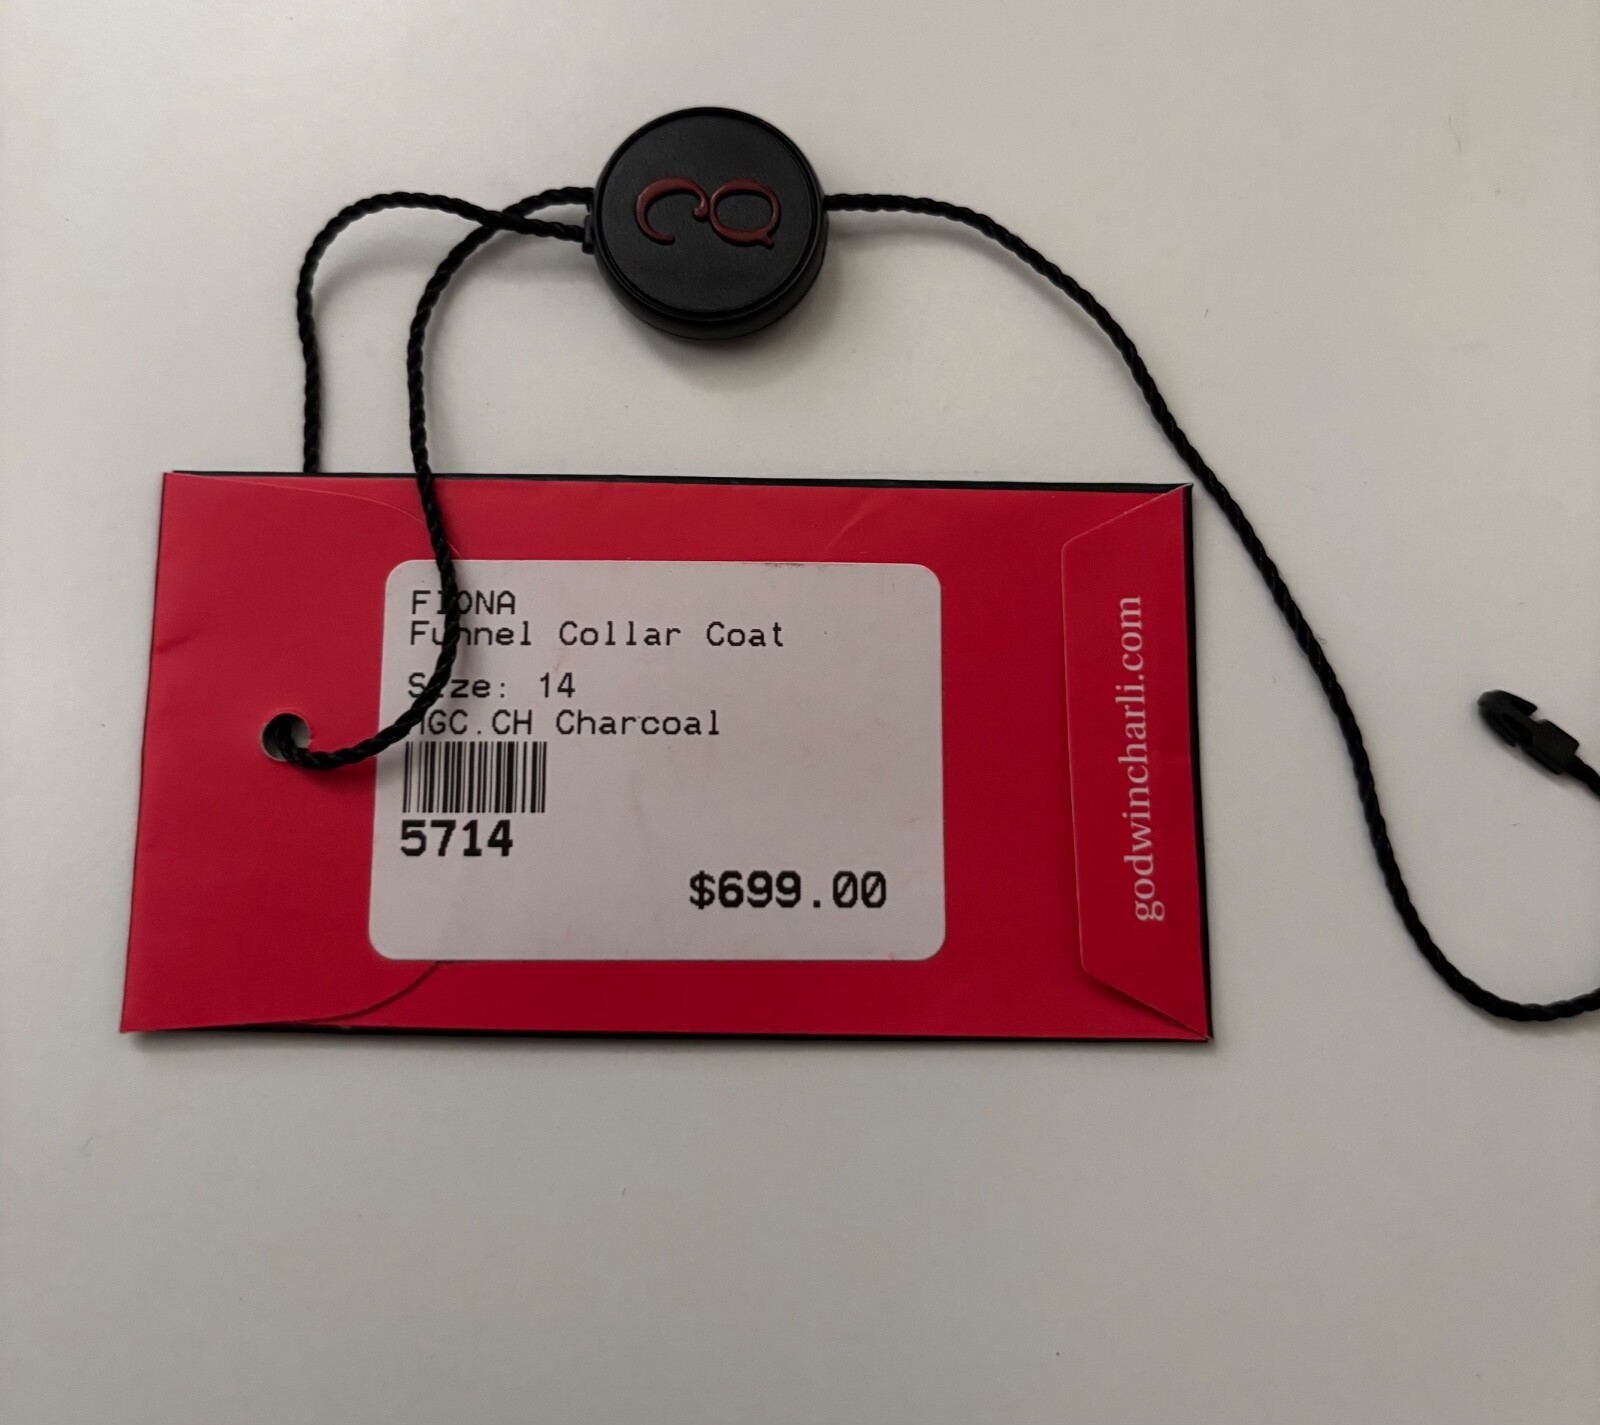 FIONA
Funnel Collar Coat
Size: 14
Charcoal
5714
$699.00
godwincharli.com